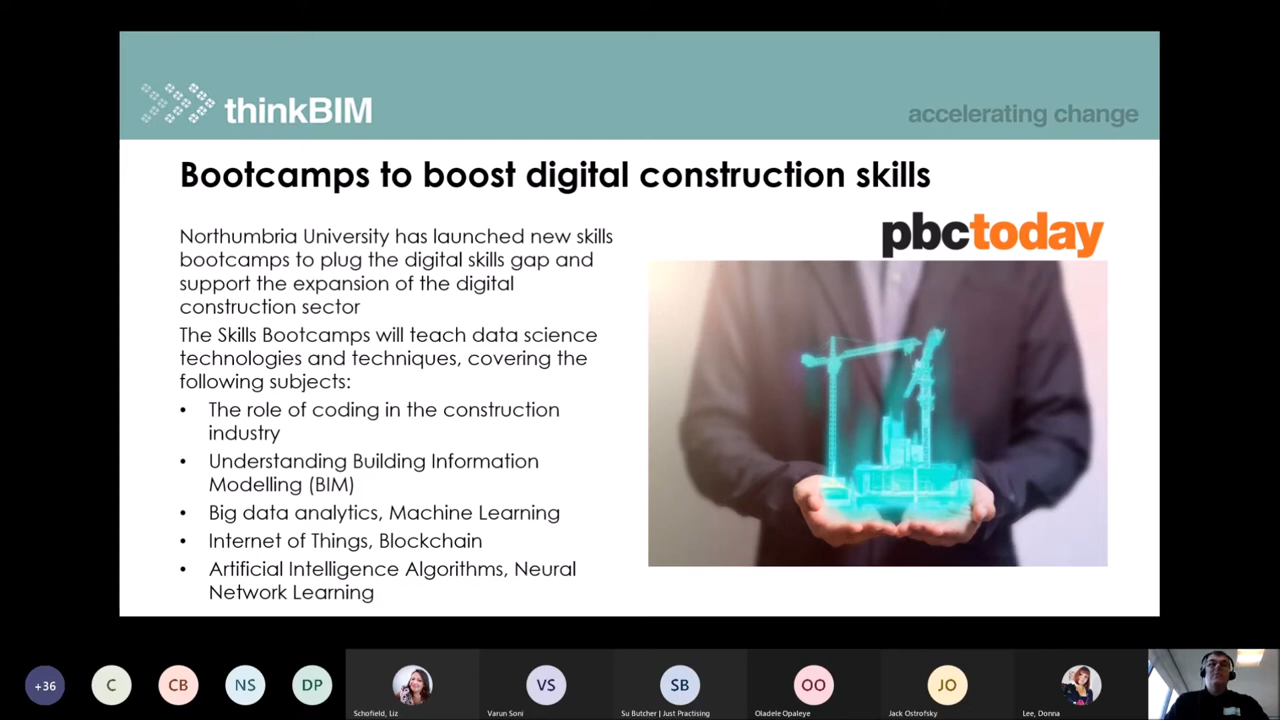 thinkBIM
accelerating change
Bootcamps to boost digital construction skills
pbctoday
Northumbria University has launched new skills
bootcamps to plug the digital skills gap and
support the expansion of the digital
construction sector
The Skills Bootcamps will teach data science
technologies and techniques, covering the
following subjects:
• The role of coding in the construction
industry
• Understanding Building Information
Modelling (BIM)
• Big data analytics, Machine Learning
• Internet of Things, Blockchain
• Artificial Intelligence Algorithms, Neural
Network Learning
+36
C
CB
NS
DP
Schofield, Liz
VS
Varun Soni
SB
Su Butcher | Just Practising
OO
Oladele Opaleye
JO
Jack Ostrofsky
Lee, Donna